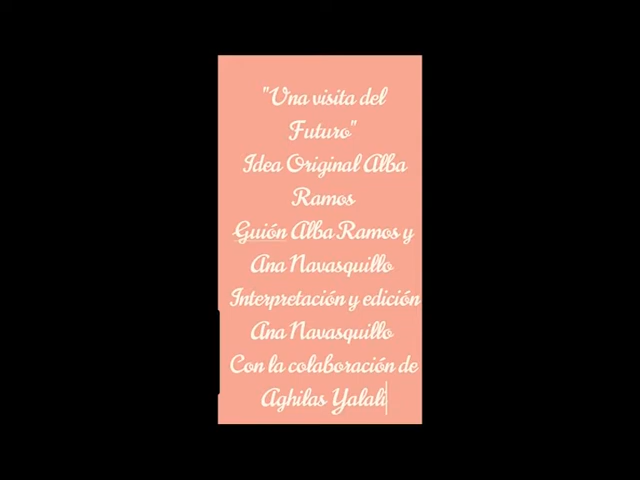 "Una visita del
Futuro"
Idea Original Alba
Ramos
Guión Alba Ramos y
Ana Navasquillo
Interpretación y edición
Ana Navasquillo
Con la colaboración de
Aghilas Yalali